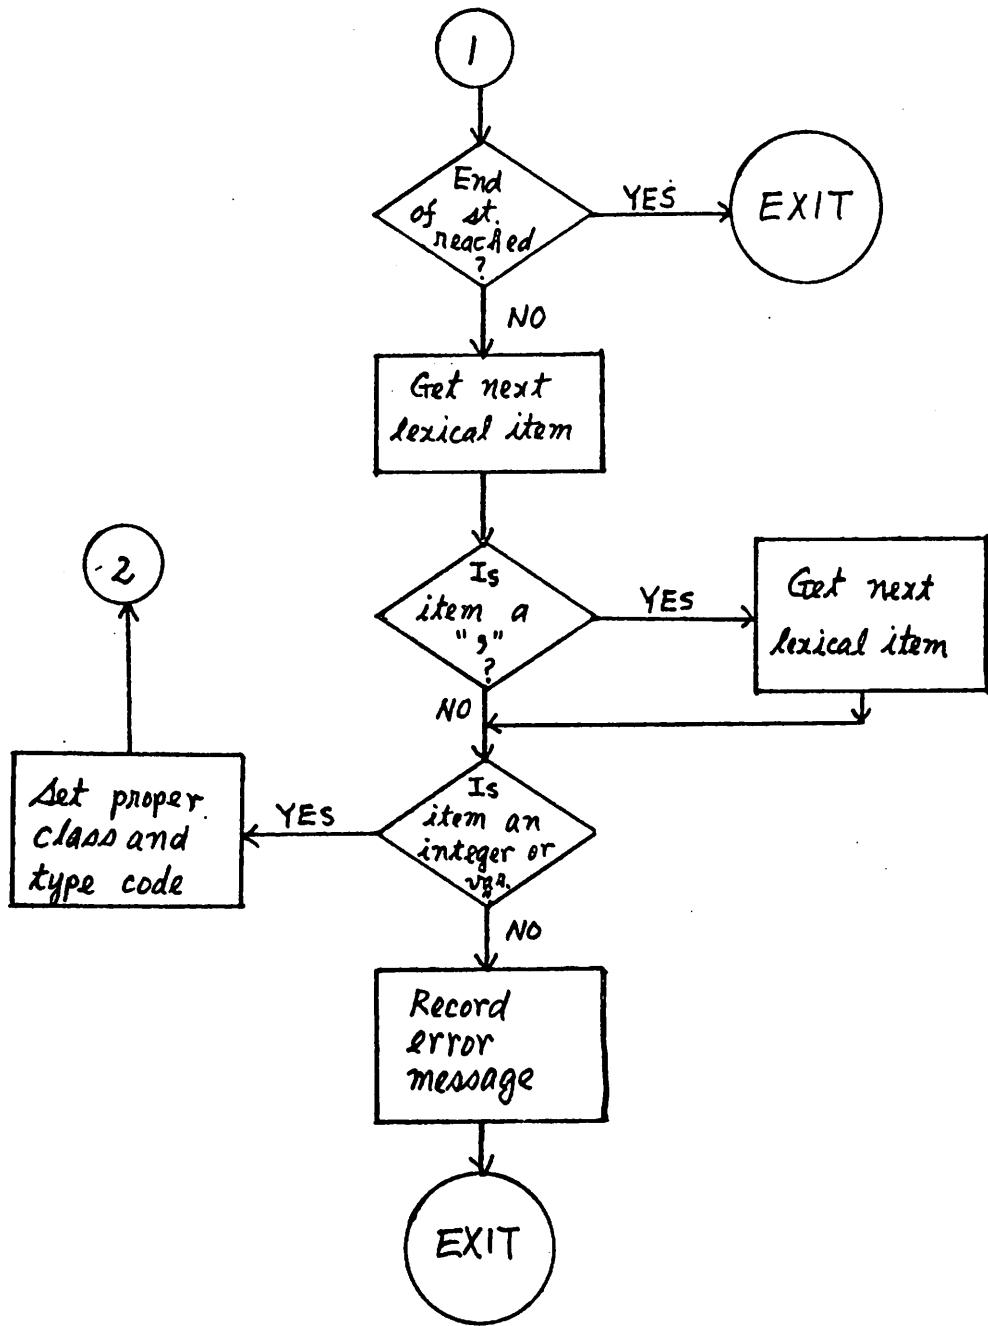 1
End
of st.
reached
?
YES
EXIT
NO
Get next
lexical item
2
Is
item a
","
?
YES
Get next
lexical item
NO
Is
item an
integer or
var.
YES
Set proper
class and
type code
NO
Record
error
message
EXIT